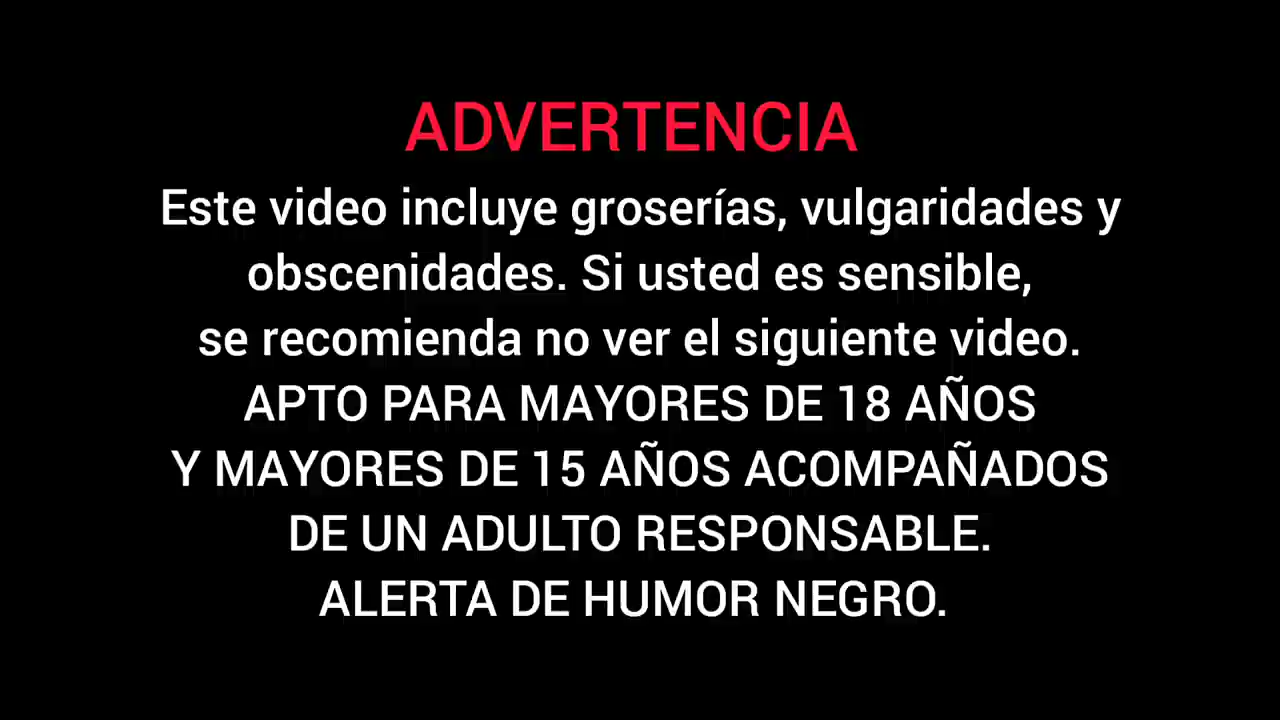 ADVERTENCIA
Este video incluye groserías, vulgaridades y
obscenidades. Si usted es sensible,
se recomienda no ver el siguiente video.
APTO PARA MAYORES DE 18 AÑOS
Y MAYORES DE 15 AÑOS ACOMPAÑADOS
DE UN ADULTO RESPONSABLE.
ALERTA DE HUMOR NEGRO.